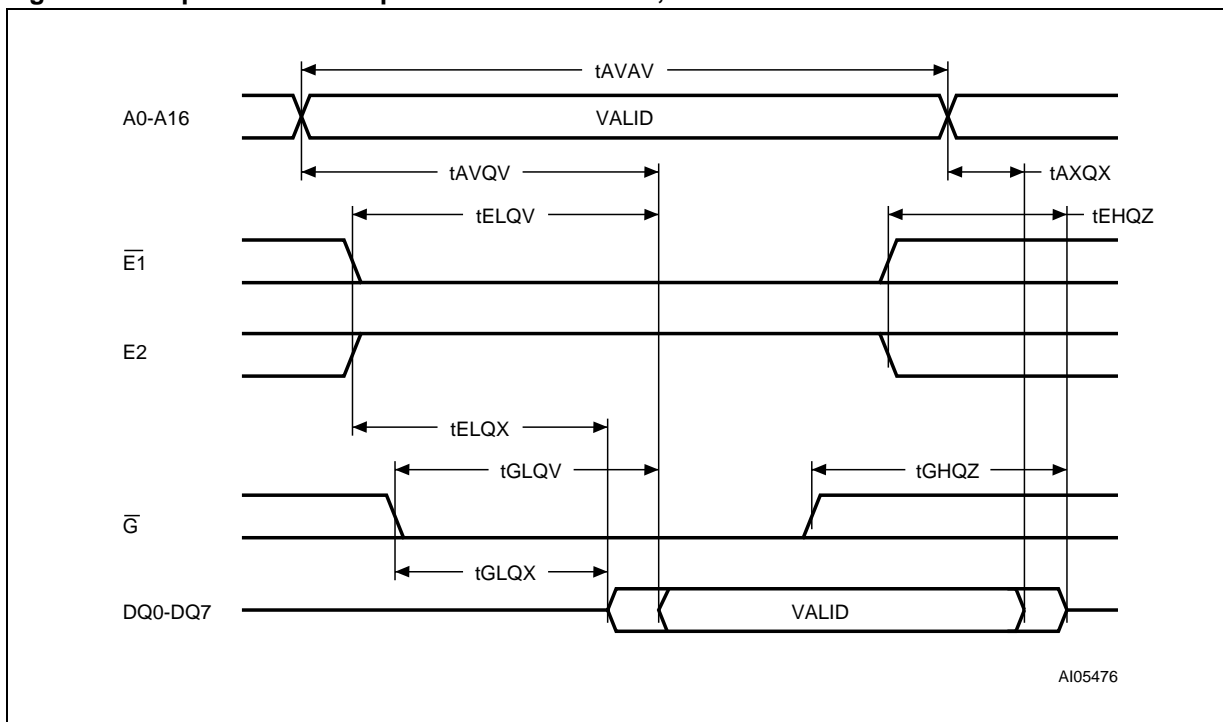 tAVAV
A0-A16
VALID
tAVQV
tAXQX
tELQV
tEHQZ
E1
E2
tELQX
tGLQV
tGHQZ
G
tGLQX
DQ0-DQ7
VALID
AI05476